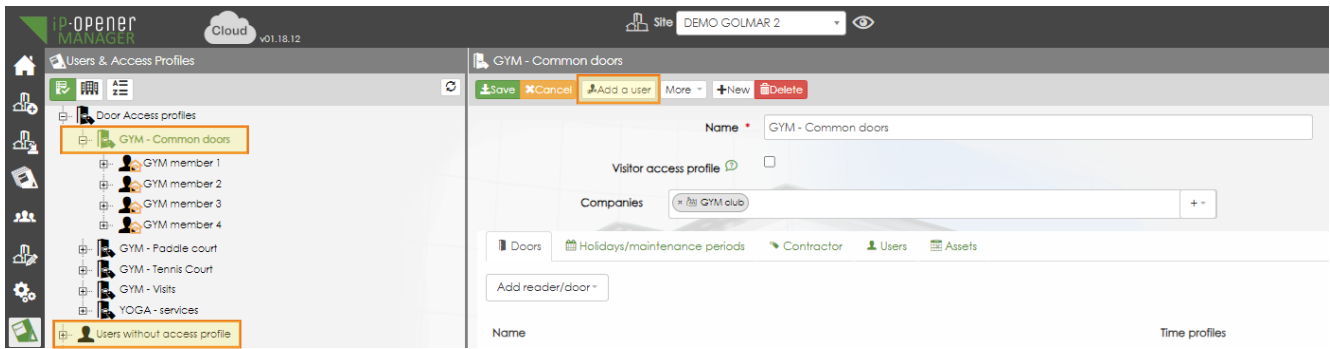 iP-OPENER
MANAGER
Cloud
v01.18.12
Site DEMO GOLMAR 2
Users & Access Profiles
Door Access profiles
GYM - Common doors
GYM member 1
GYM member 2
GYM member 3
GYM member 4
GYM - Paddle court
GYM - Tennis Court
GYM - Visits
YOGA - services
Users without access profile
GYM - Common doors
Save Cancel Add a user More New Delete
Name * GYM - Common doors
Visitor access profile
Companies × GYM club +
Doors Holidays/maintenance periods Contractor Users Assets
Add reader/door
Name Time profiles